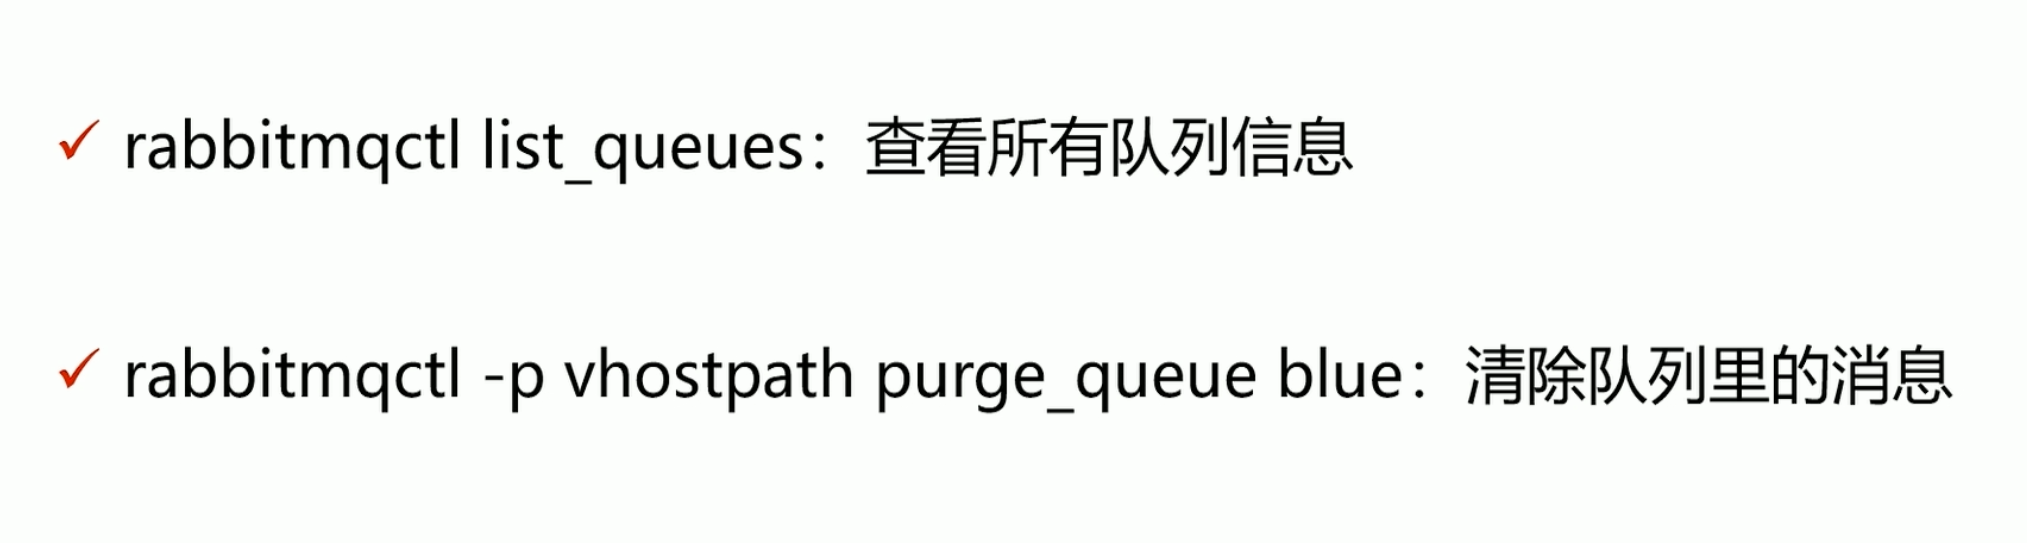 ✓ rabbitmqctl list_queues：查看所有队列信息
✓ rabbitmqctl -p vhostpath purge_queue blue：清除队列里的消息